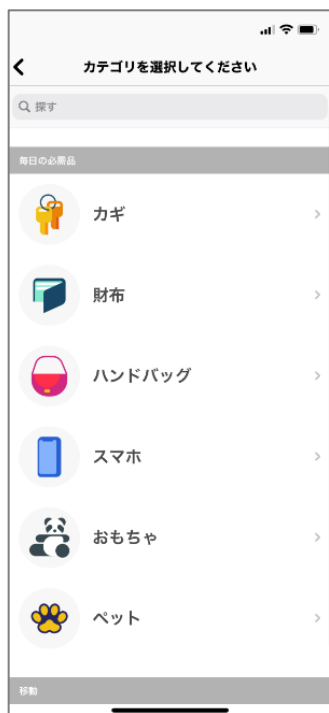 カテゴリを選択してください
探す
毎日の必需品
カギ
財布
ハンドバッグ
スマホ
おもちゃ
ペット
移動